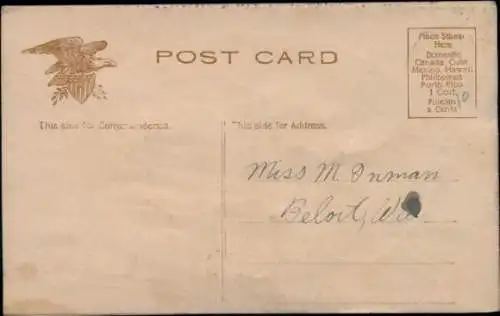 POST CARD
Place Stamp
Here
Domestic
Canada Cuba
Mexico, Hawaii
Philippines
Porto Rico
1 Cent,
Foreign
2 Cents
This side for Correspondence.
This side for Address.
Miss M. Inman
Beloit, Wis